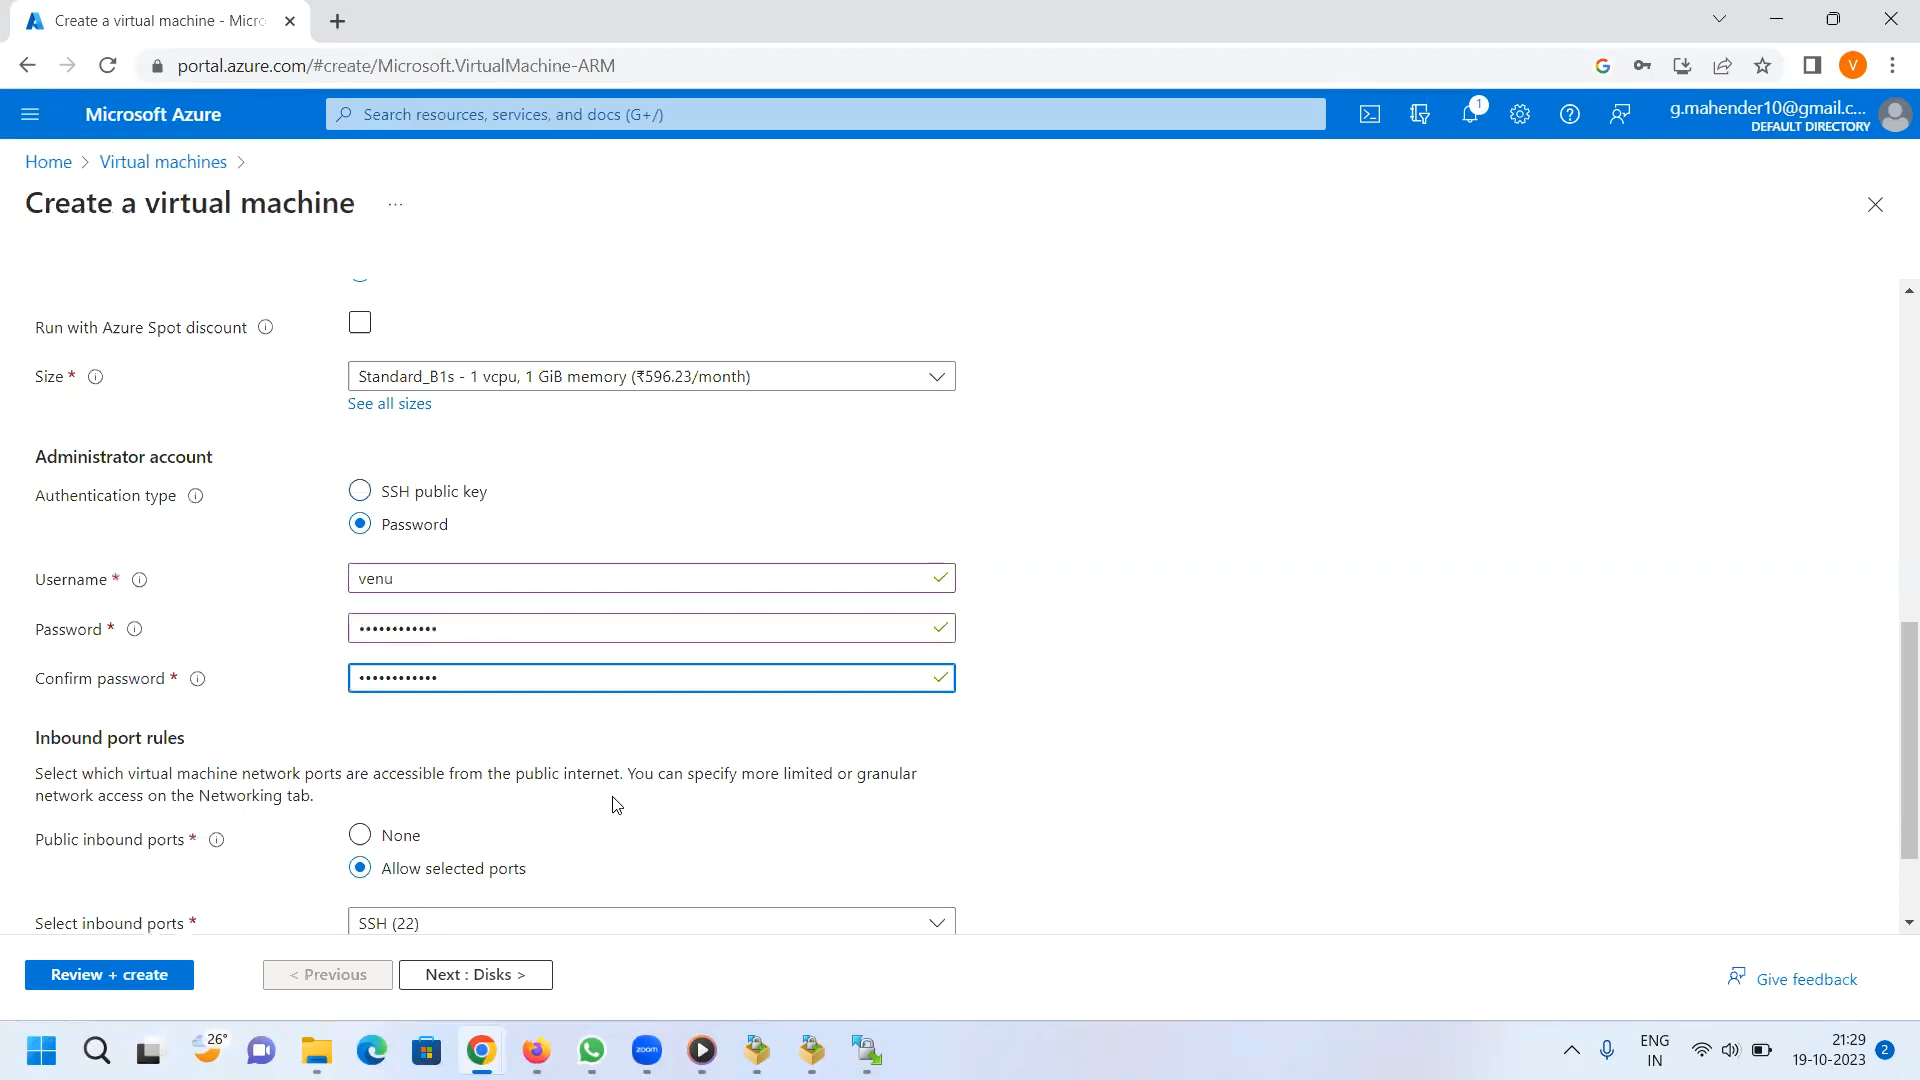 Create a virtual machine - Micro
portal.azure.com/#create/Microsoft.VirtualMachine-ARM
V
Microsoft Azure
Search resources, services, and docs (G+/)
1
g.mahender10@gmail.c...
DEFAULT DIRECTORY
Home > Virtual machines >
Create a virtual machine ...
Run with Azure Spot discount
Size *
Standard_B1s - 1 vcpu, 1 GiB memory (₹596.23/month)
See all sizes
Administrator account
Authentication type
SSH public key
Password
Username *
venu
Password *
••••••••••••
Confirm password *
••••••••••••
Inbound port rules
Select which virtual machine network ports are accessible from the public internet. You can specify more limited or granular
network access on the Networking tab.
Public inbound ports *
None
Allow selected ports
Select inbound ports *
SSH (22)
Review + create
< Previous
Next : Disks >
Give feedback
26°
zoom
ENG
IN
21:29
19-10-2023
2